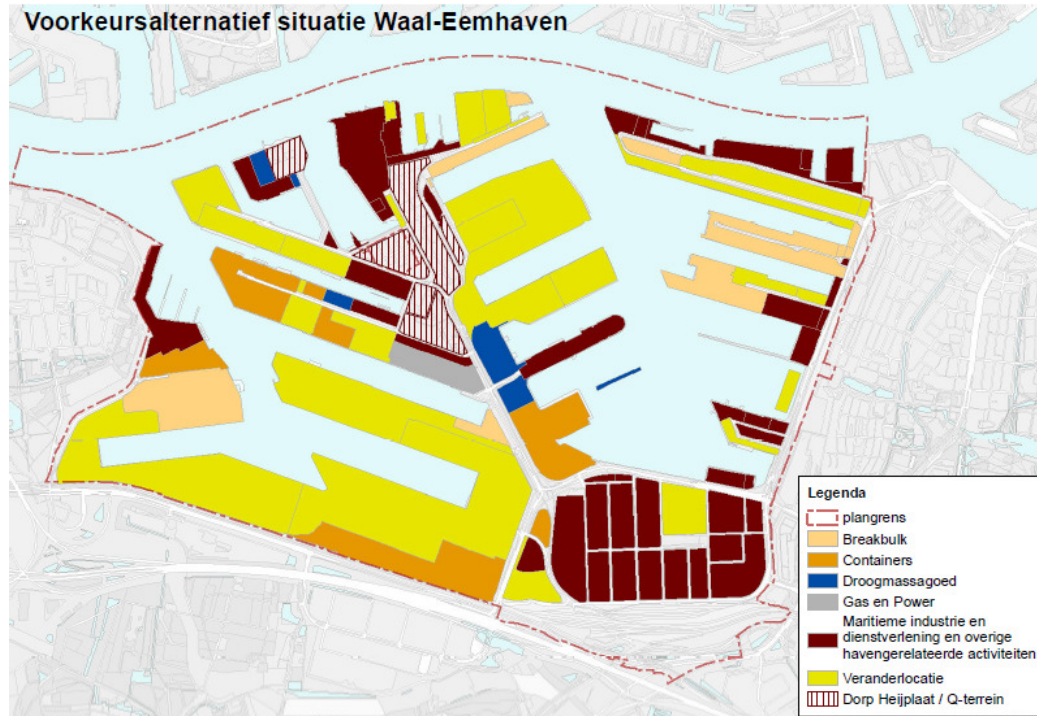 Voorkeursalternatief situatie Waal-Eemhaven
Legenda
plangrens
Breakbulk
Containers
Droogmassagoed
Gas en Power
Maritieme industrie en
dienstverlening en overige
havengerelateerde activiteiten
Veranderlocatie
Dorp Heijplaat / Q-terrein